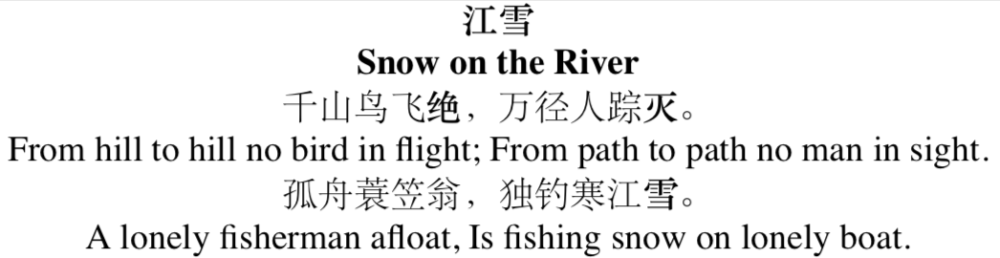 江雪
Snow on the River
千山鸟飞绝，万径人踪灭。
From hill to hill no bird in flight; From path to path no man in sight.
孤舟蓑笠翁，独钓寒江雪。
A lonely fisherman afloat, Is fishing snow on lonely boat.